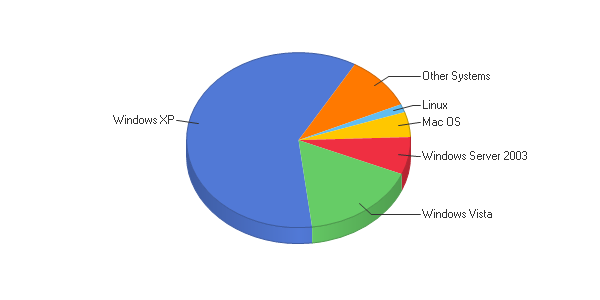 Other Systems
Windows XP
Linux
Mac OS
Windows Server 2003
Windows Vista